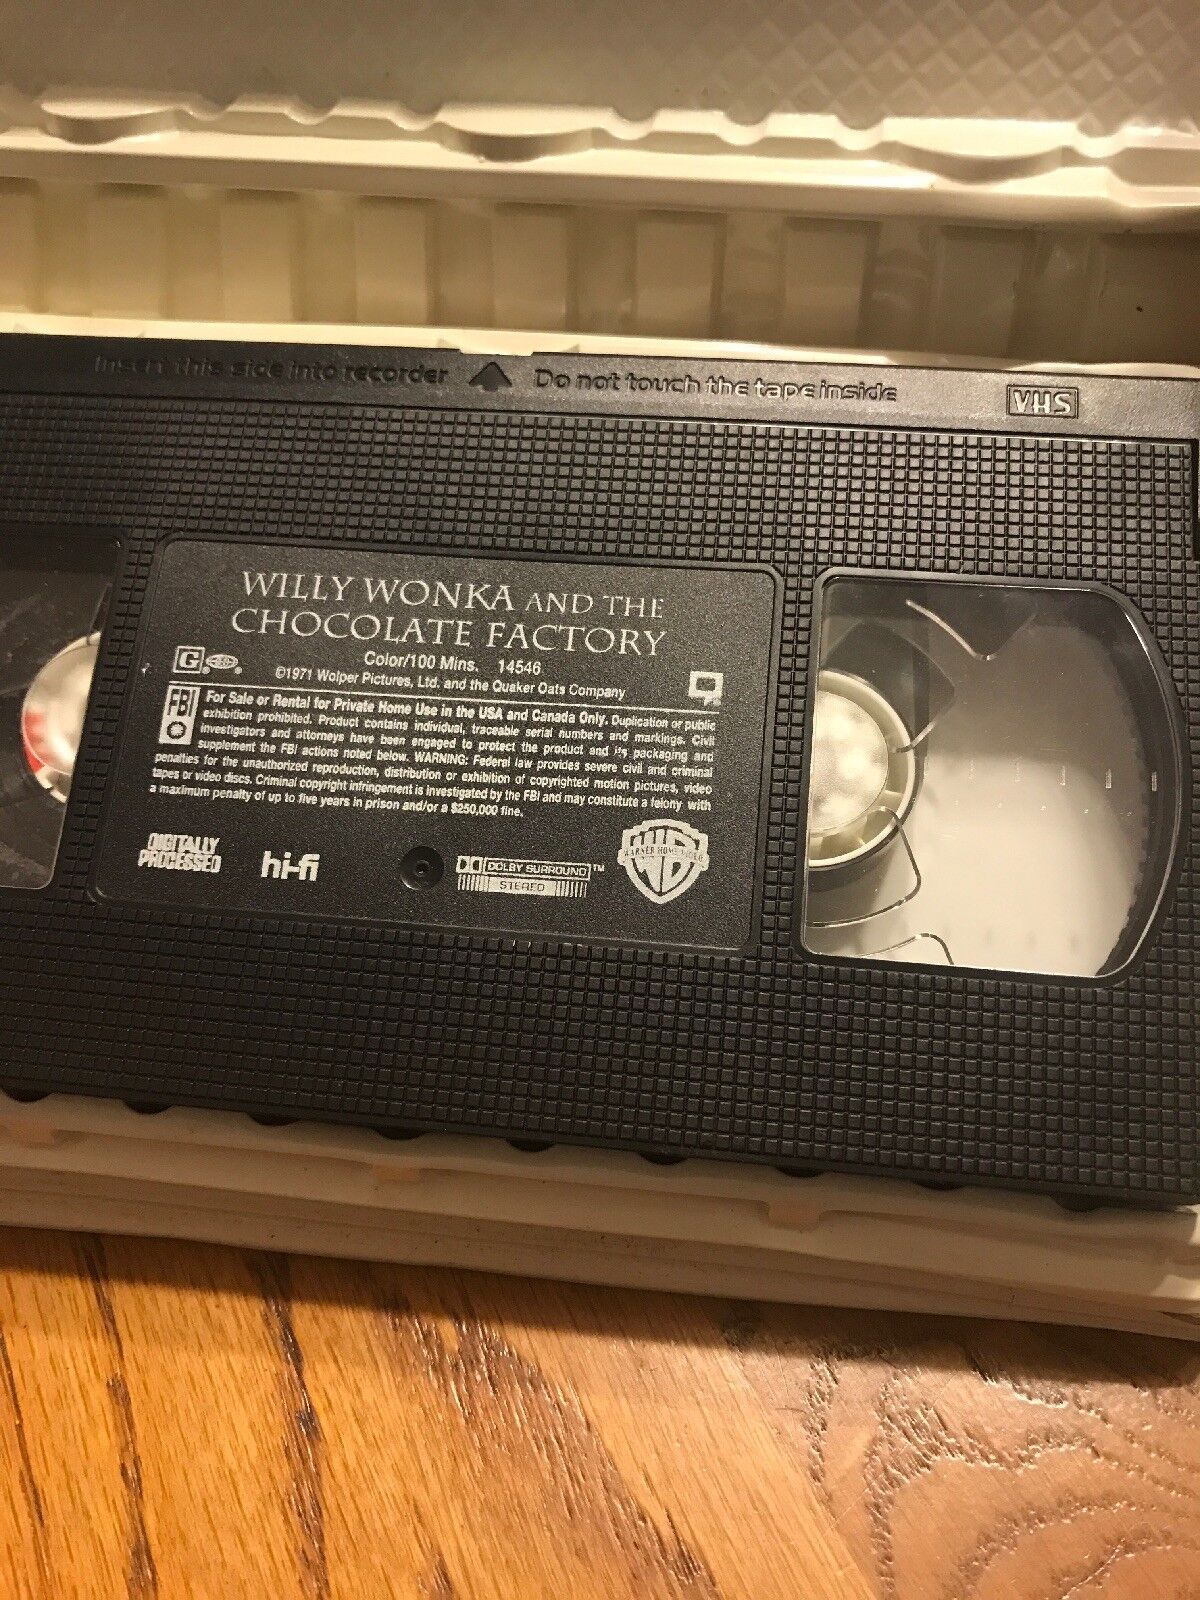 Insert this side into recorder Do not touch the tape inside VHS
WILLY WONKA AND THE
CHOCOLATE FACTORY
Color/100 Mins. 14546
G
©1971 Wolper Pictures, Ltd. and the Quaker Oats Company
FBI
For Sale or Rental for Private Home Use in the USA and Canada Only. Duplication or public
exhibition prohibited. Product contains individual, traceable serial numbers and markings. Civil
investigators and attorneys have been engaged to protect the product and its packaging and
supplement the FBI actions noted below. WARNING: Federal law provides severe civil and criminal
penalties for the unauthorized reproduction, distribution or exhibition of copyrighted motion pictures, video
tapes or video discs. Criminal copyright infringement is investigated by the FBI and may constitute a felony with
a maximum penalty of up to five years in prison and/or a $250,000 fine.
DIGITALLY
PROCESSED
hi-fi
DOLBY SURROUND™
STEREO
WARNER HOME VIDEO
WB